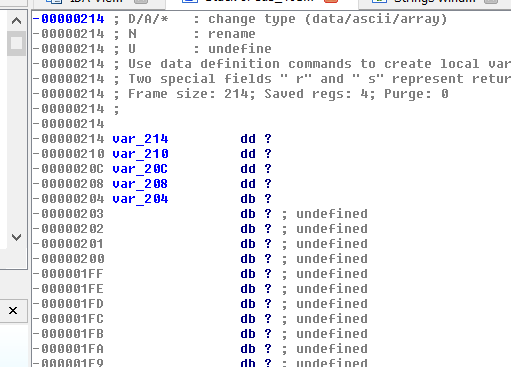 -00000214 ; D/A/*   : change type (data/ascii/array)
-00000214 ; N       : rename
-00000214 ; U       : undefine
-00000214 ; Use data definition commands to create local var
-00000214 ; Two special fields " r" and " s" represent retur
-00000214 ; Frame size: 214; Saved regs: 4; Purge: 0
-00000214 ;
-00000214
-00000214 var_214         dd ?
-00000210 var_210         dd ?
-0000020C var_20C         dd ?
-00000208 var_208         dd ?
-00000204 var_204         db ?
-00000203                 db ? ; undefined
-00000202                 db ? ; undefined
-00000201                 db ? ; undefined
-00000200                 db ? ; undefined
-000001FF                 db ? ; undefined
-000001FE                 db ? ; undefined
-000001FD                 db ? ; undefined
-000001FC                 db ? ; undefined
-000001FB                 db ? ; undefined
-000001FA                 db ? ; undefined
-000001F9                 db ? ; undefined